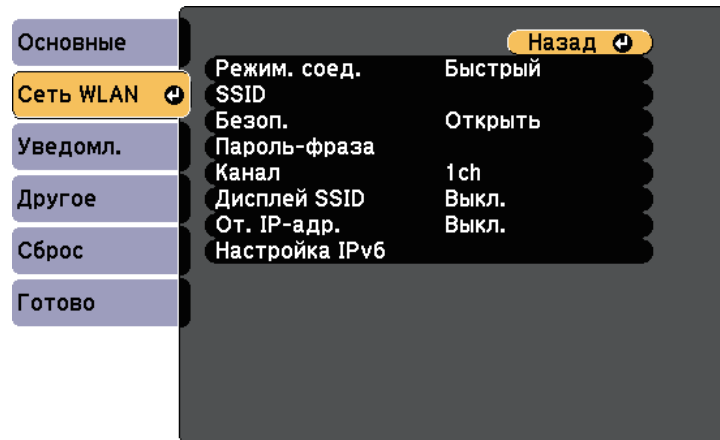 Основные
Сеть WLAN
Уведомл.
Другое
Сброс
Готово
Назад
Режим. соед. Быстрый
SSID
Безоп. Открыть
Пароль-фраза
Канал 1ch
Дисплей SSID Выкл.
От. IP-адр. Выкл.
Настройка IPv6